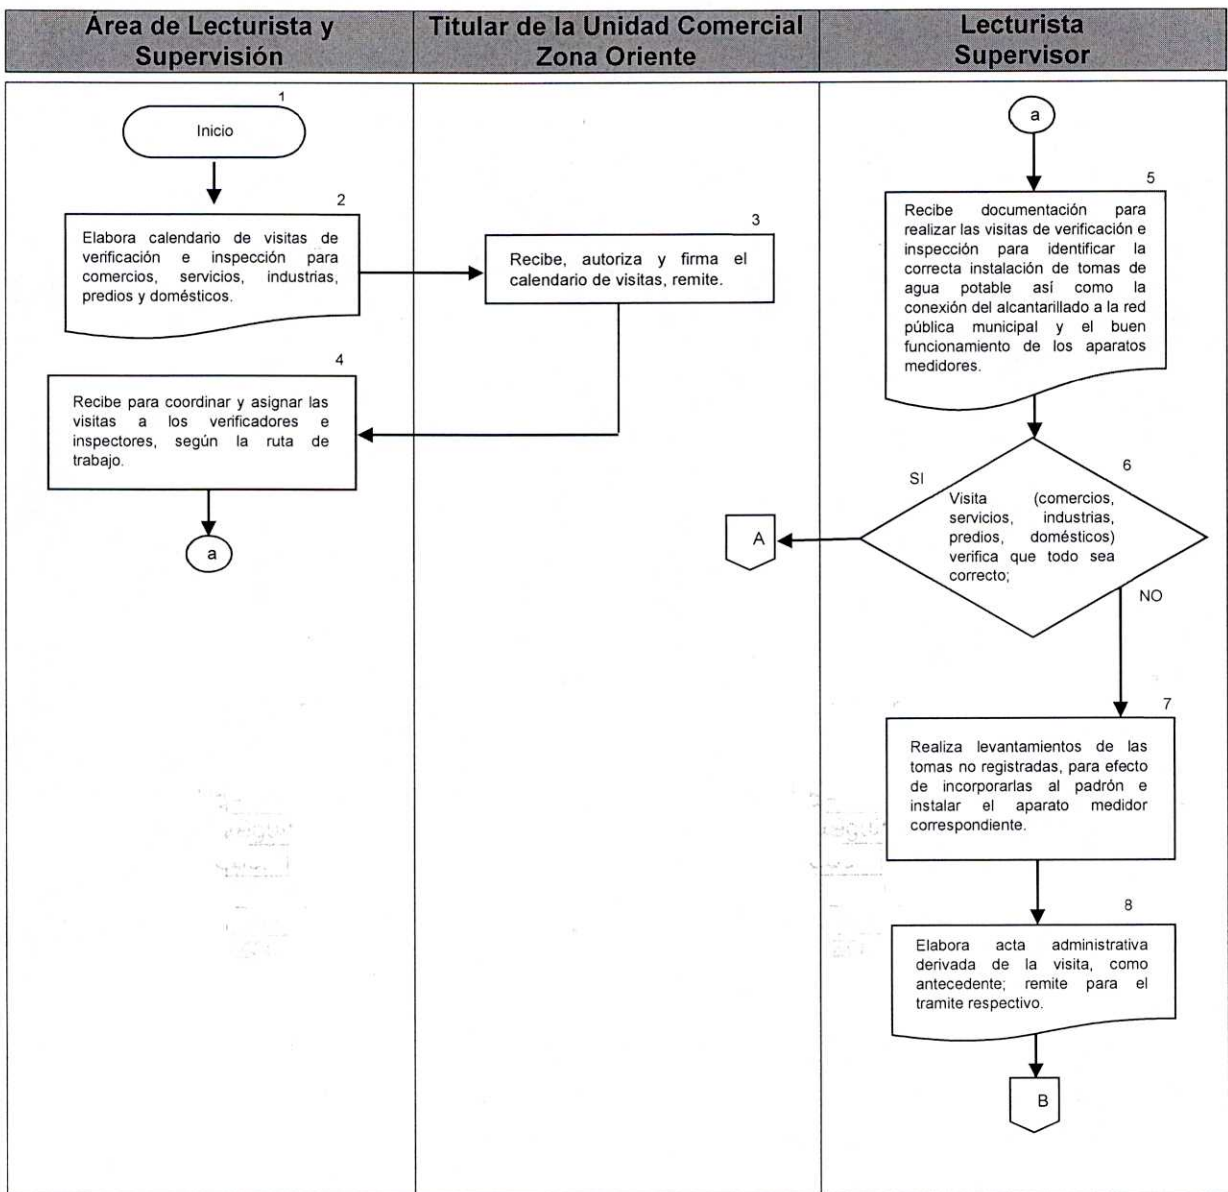 Área de Lecturista y
Supervisión
Titular de la Unidad Comercial
Zona Oriente
Lecturista
Supervisor
1
Inicio
2
Elabora calendario de visitas de
verificación e inspección para
comercios, servicios, industrias,
predios y domésticos.
3
Recibe, autoriza y firma el
calendario de visitas, remite.
4
Recibe para coordinar y asignar las
visitas a los verificadores e
inspectores, según la ruta de
trabajo.
a
a
5
Recibe documentación para
realizar las visitas de verificación e
inspección para identificar la
correcta instalación de tomas de
agua potable así como la
conexión del alcantarillado a la red
pública municipal y el buen
funcionamiento de los aparatos
medidores.
6
SI
Visita (comercios,
servicios, industrias,
predios, domésticos)
verifica que todo sea
correcto;
A
NO
7
Realiza levantamientos de las
tomas no registradas, para efecto
de incorporarlas al padrón e
instalar el aparato medidor
correspondiente.
8
Elabora acta administrativa
derivada de la visita, como
antecedente; remite para el
tramite respectivo.
B